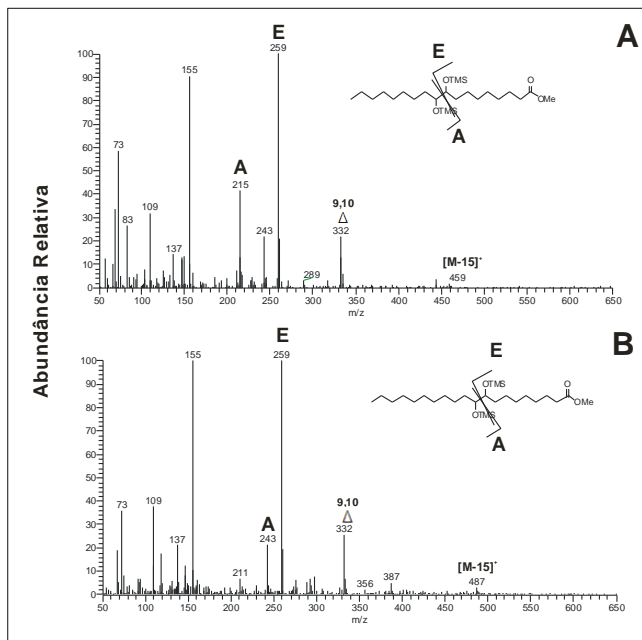 Abundância Relativa
A
E
259
155
73
83
109
137
A
215
243
289
9,10
Δ
332
[M-15]+
459
E
OTMS
OTMS
O
OMe
A
100
90
80
70
60
50
40
30
20
10
0
50 100 150 200 250 300 350 400 450 500 550 600 650
m/z
B
E
155
259
73
109
137
211
A
243
9,10
Δ
332
356
387
[M-15]+
487
E
OTMS
OTMS
O
OMe
A
100
90
80
70
60
50
40
30
20
10
0
50 100 150 200 250 300 350 400 450 500 550 600 650
m/z